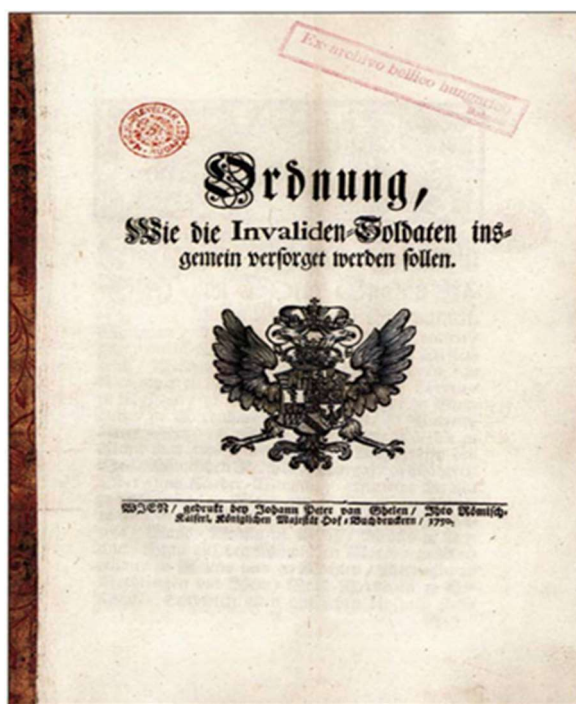 Ex archivo bellico hungarico
Ordnung,
Wie die Invaliden-Soldaten ins-
gemein versorget werden sollen.
WIEN / gedrukt bey Johann Peter van Ghelen / Ihro Römisch-
Kaiserl. Königlichen Majestät Hof-Buchdruckern / 1750.